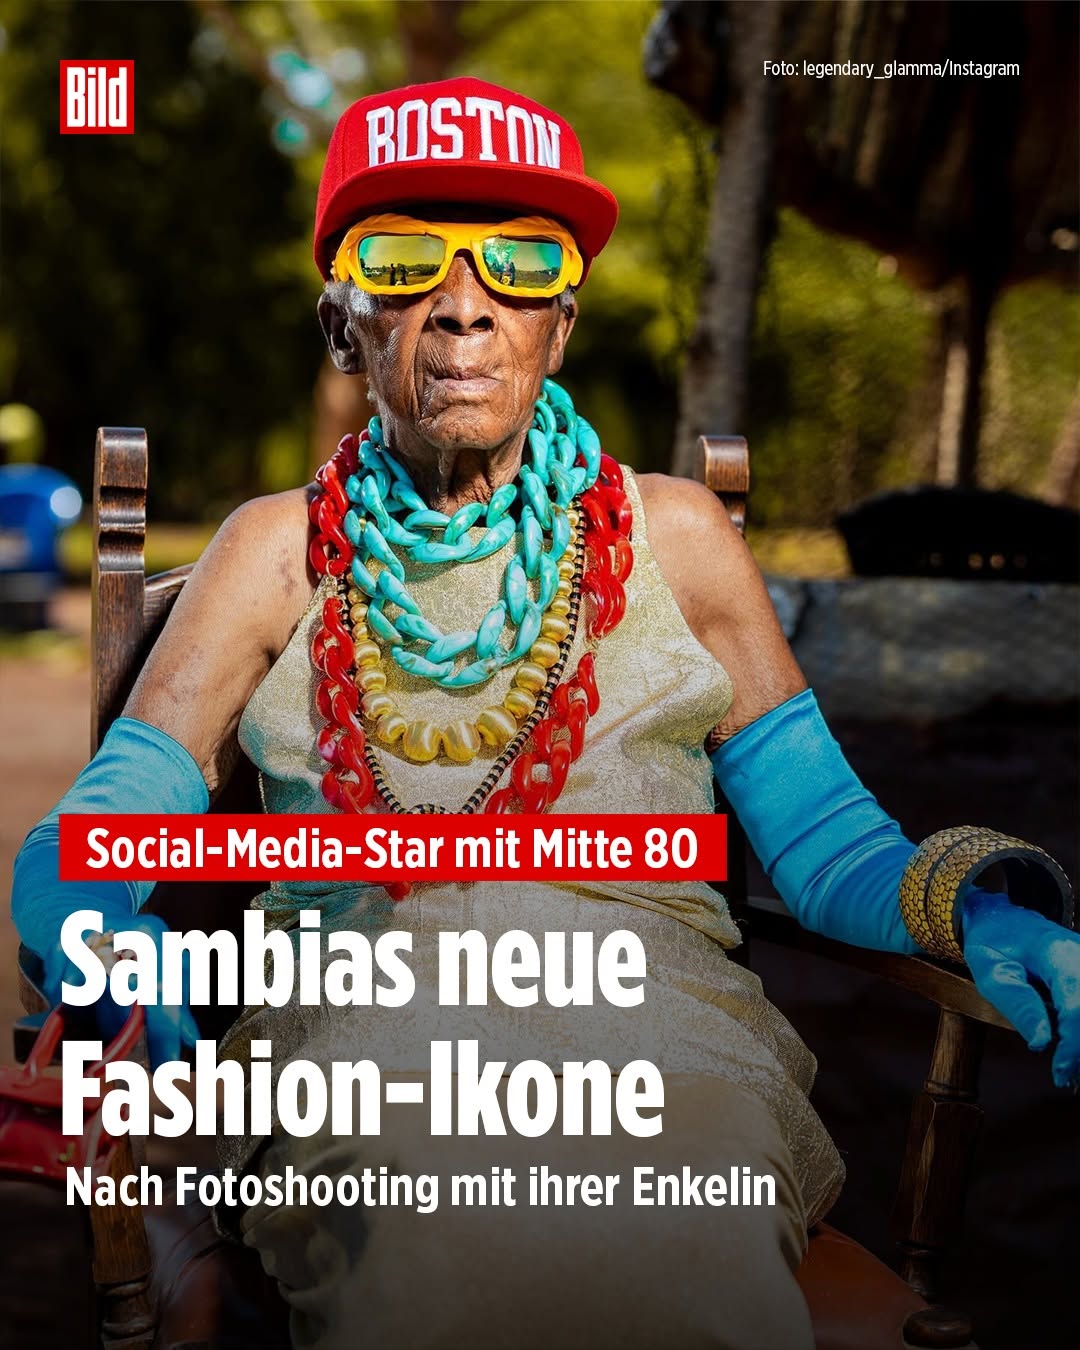 Bild
Foto: legendary_glamma/Instagram
BOSTON
Social-Media-Star mit Mitte 80
Sambias neue
Fashion-Ikone
Nach Fotoshooting mit ihrer Enkelin